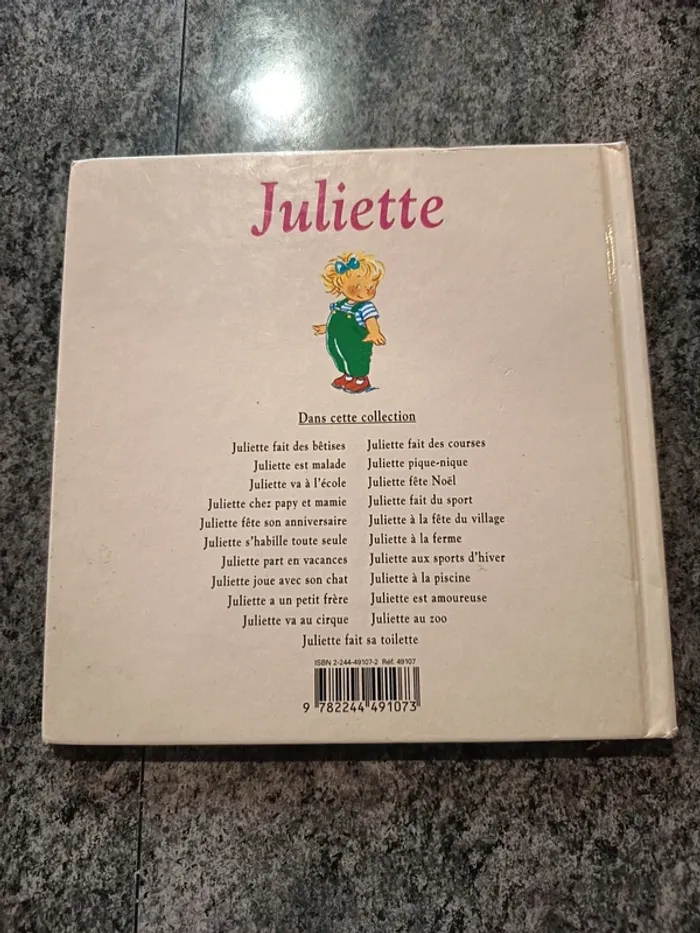 Juliette
Dans cette collection
Juliette fait des bêtises
Juliette est malade
Juliette va à l'école
Juliette chez papy et mamie
Juliette fête son anniversaire
Juliette s'habille toute seule
Juliette part en vacances
Juliette joue avec son chat
Juliette a un petit frère
Juliette va au cirque
Juliette fait des courses
Juliette pique-nique
Juliette fête Noël
Juliette fait du sport
Juliette à la fête du village
Juliette à la ferme
Juliette aux sports d'hiver
Juliette à la piscine
Juliette est amoureuse
Juliette au zoo
Juliette fait sa toilette
ISBN 2-244-49107-2 Réf. 49107
9 782244 491073